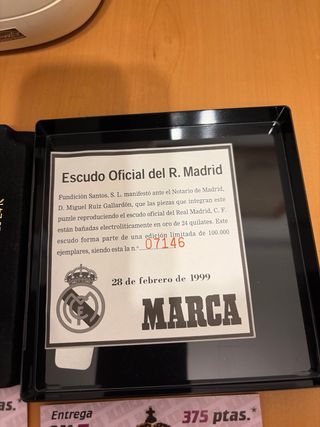 Escudo Oficial del R. Madrid
Fundición Santos, S. L. manifestó ante el Notario de Madrid,
D. Miguel Ruiz Gallardón, que las piezas que integran este
puzle reproduciendo el escudo oficial del Real Madrid, C. F.
están bañadas electrolíticamente en oro de 24 quilates. Este
escudo forma parte de una edición limitada de 100.000
ejemplares, siendo esta la n.º 07146
28 de febrero de 1999
MARCA
as.*
Entrega
375 ptas.*